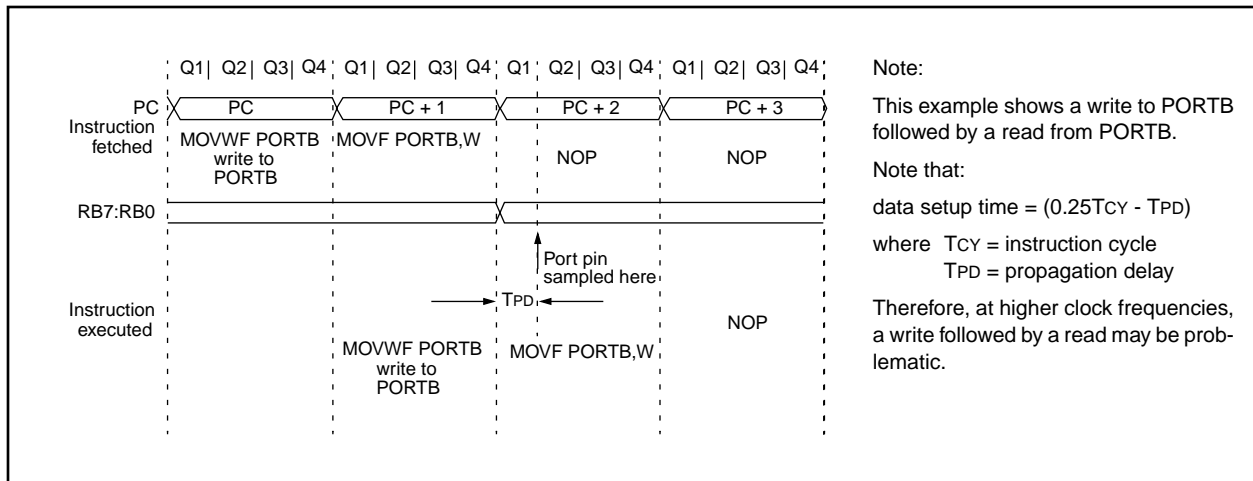 Q1| Q2| Q3| Q4 Q1| Q2| Q3| Q4 Q1 Q2 Q3| Q4 Q1| Q2| Q3| Q4
PC PC PC + 1 PC + 2 PC + 3
Instruction
fetched
MOVWF PORTB
write to
PORTB
MOVF PORTB,W
NOP
NOP
RB7:RB0
Port pin
sampled here
TPD
Instruction
executed
MOVWF PORTB
write to
PORTB
MOVF PORTB,W
NOP
Note:
This example shows a write to PORTB
followed by a read from PORTB.
Note that:
data setup time = (0.25TCY - TPD)
where TCY = instruction cycle
TPD = propagation delay
Therefore, at higher clock frequencies,
a write followed by a read may be prob-
lematic.